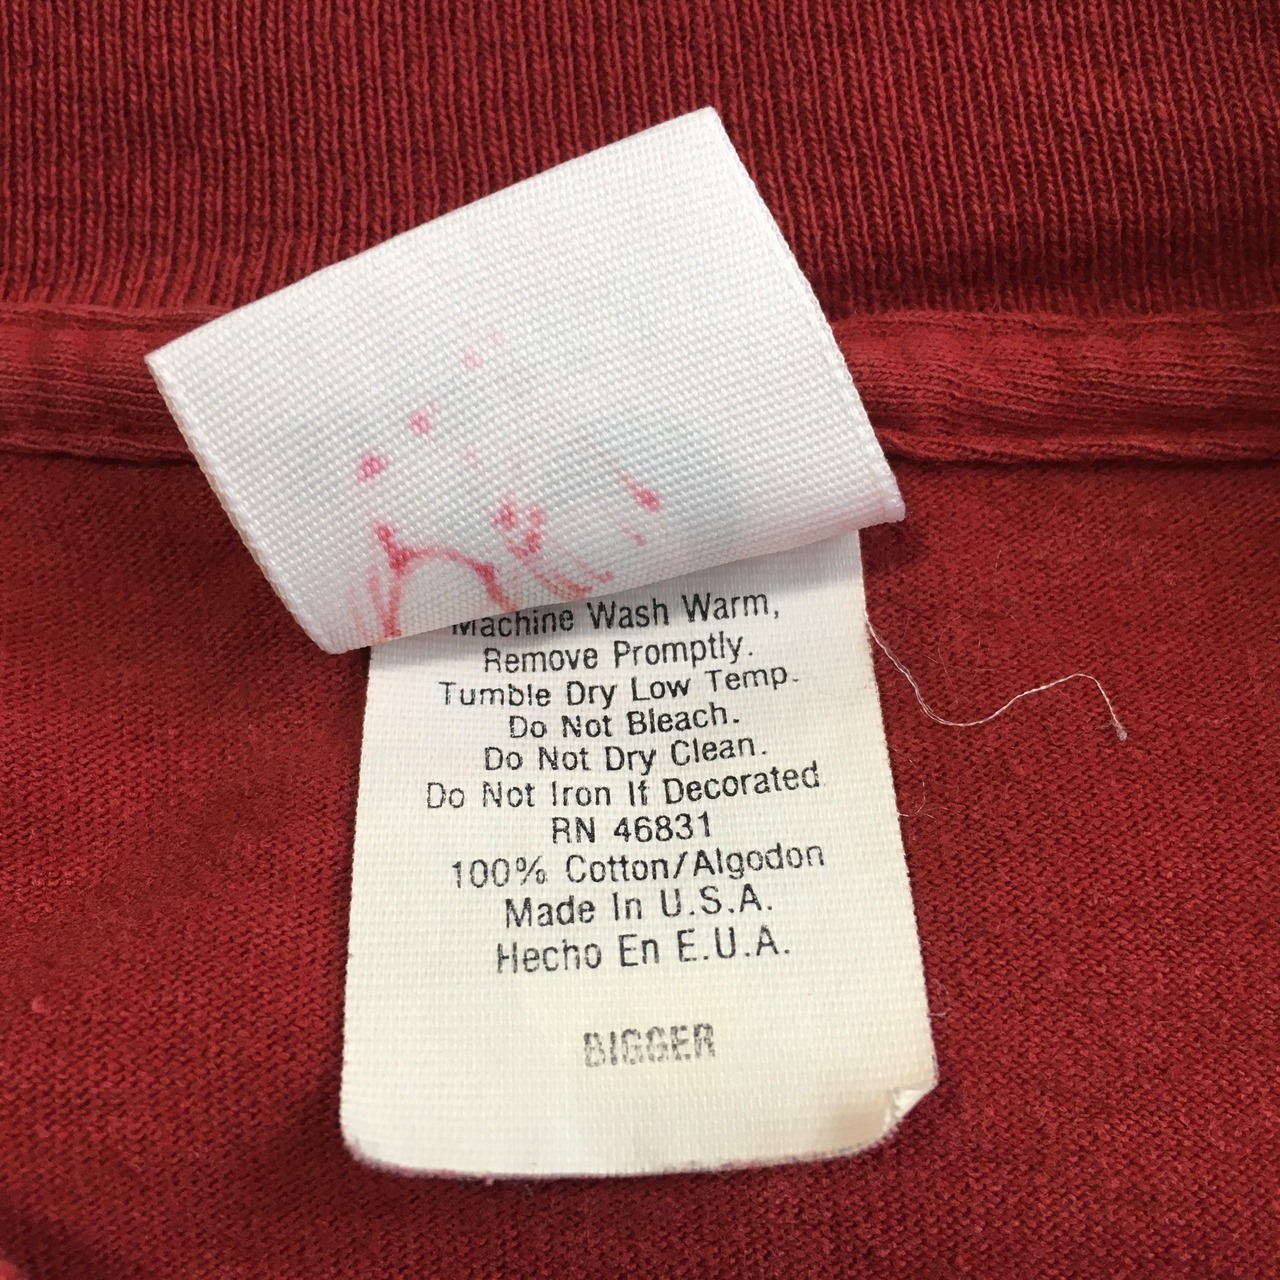 Machine Wash Warm,
Remove Promptly.
Tumble Dry Low Temp.
Do Not Bleach.
Do Not Dry Clean.
Do Not Iron If Decorated
RN 46831
100% Cotton/Algodon
Made In U.S.A.
Hecho En E.U.A.
BIGGER